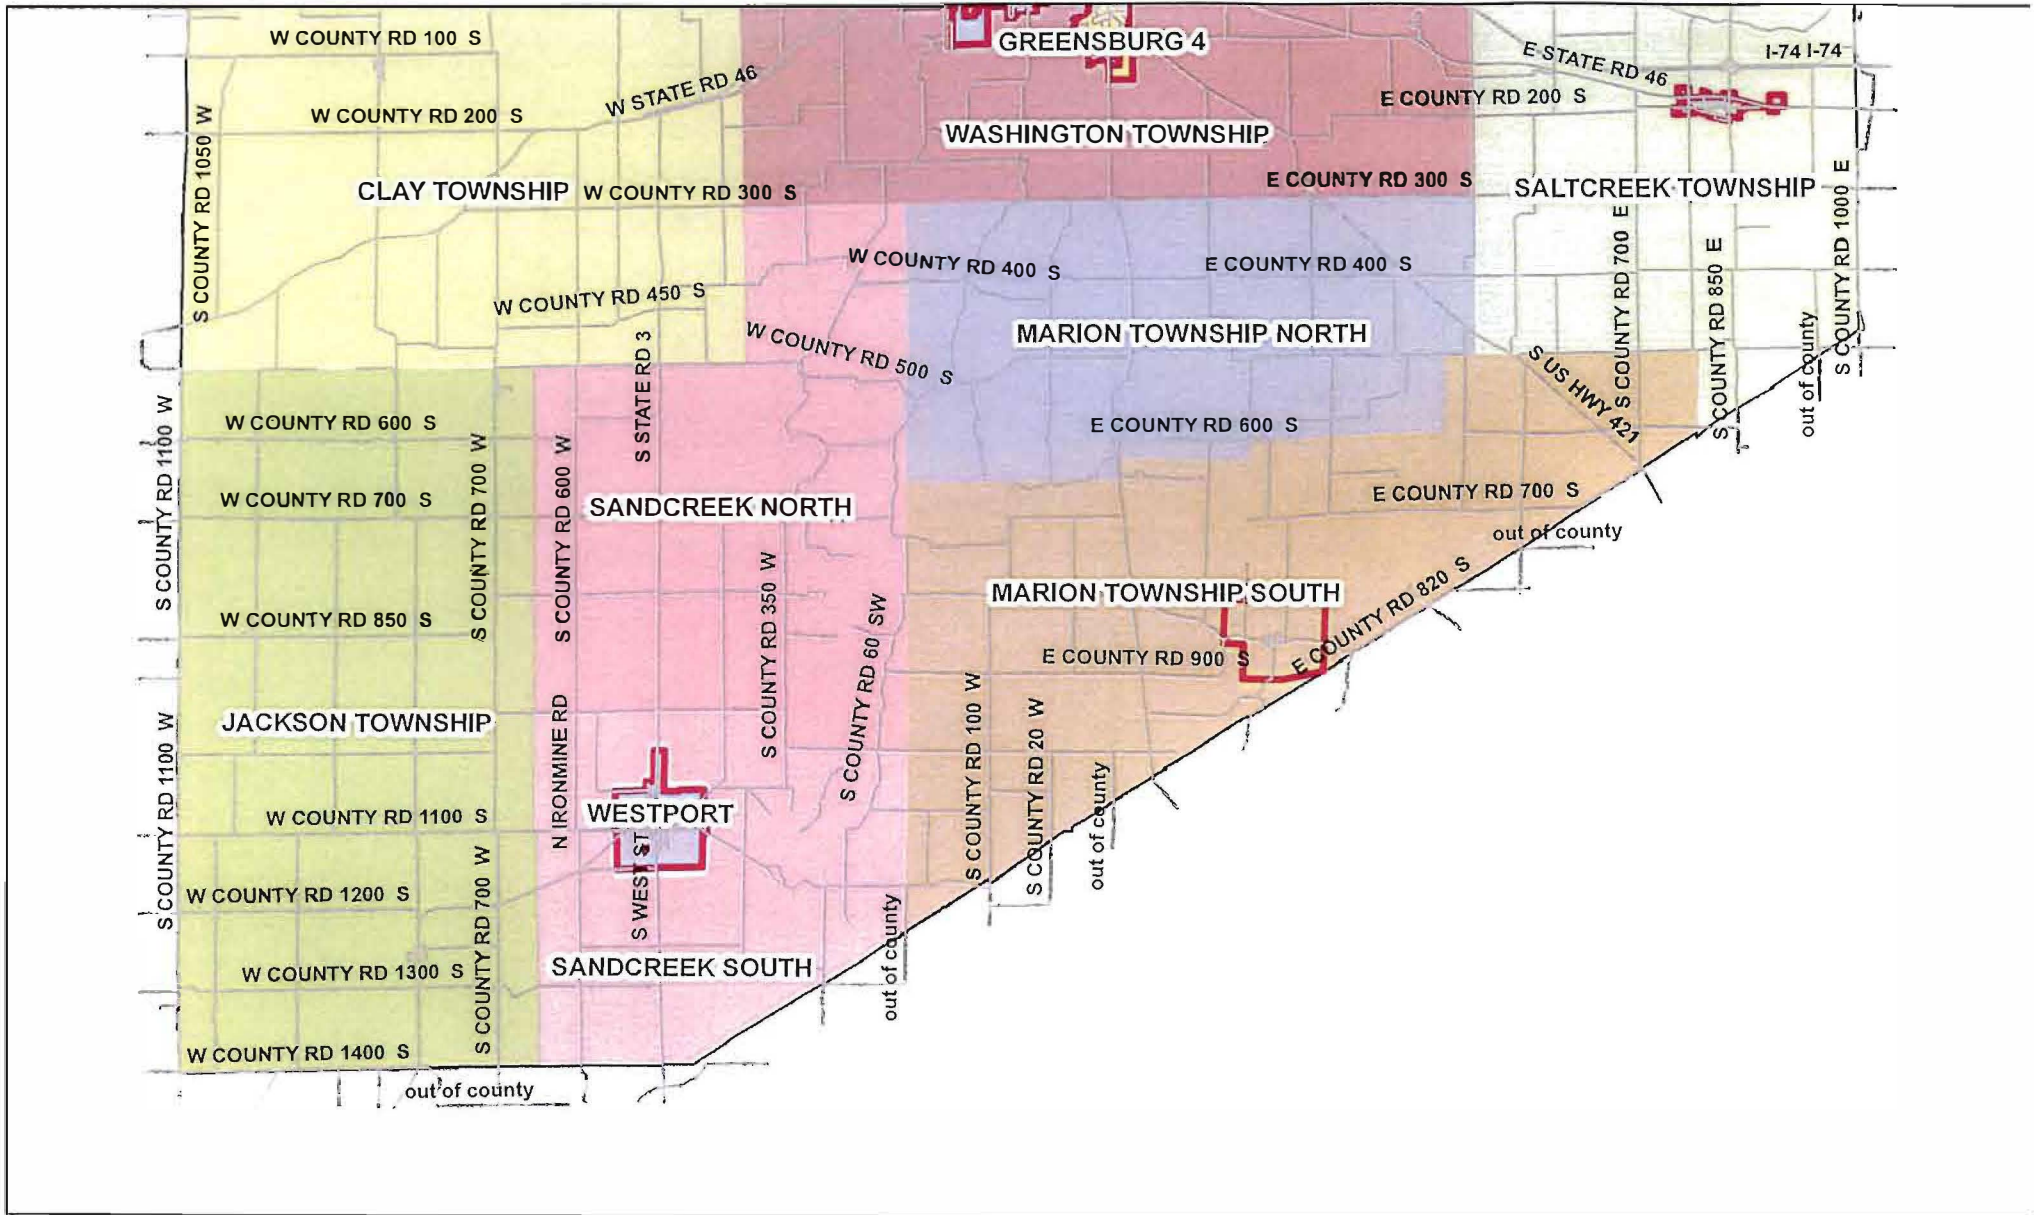 W COUNTY RD 100 S
GREENSBURG 4
E STATE RD 46
I-74 I-74
W STATE RD 46
E COUNTY RD 200 S
W COUNTY RD 200 S
S COUNTY RD 1050 W
WASHINGTON TOWNSHIP
CLAY TOWNSHIP
W COUNTY RD 300 S
E COUNTY RD 300 S
SALTCREEK TOWNSHIP
S COUNTY RD 1000 E
S COUNTY RD 700 E
S COUNTY RD 850 E
W COUNTY RD 400 S
E COUNTY RD 400 S
W COUNTY RD 450 S
MARION TOWNSHIP NORTH
W COUNTY RD 500 S
S STATE RD 3
S US HWY 421
out of county
S COUNTY RD 1100 W
W COUNTY RD 600 S
E COUNTY RD 600 S
S COUNTY RD 700 W
S COUNTY RD 600 W
W COUNTY RD 700 S
SANDCREEK NORTH
E COUNTY RD 700 S
out of county
S COUNTY RD 350 W
MARION TOWNSHIP SOUTH
E COUNTY RD 820 S
W COUNTY RD 850 S
S COUNTY RD 60 SW
E COUNTY RD 900 S
JACKSON TOWNSHIP
S COUNTY RD 1100 W
N IRONMINE RD
S COUNTY RD 100 W
S COUNTY RD 20 W
out of county
W COUNTY RD 1100 S
WESTPORT
S WEST ST
W COUNTY RD 1200 S
S COUNTY RD 700 W
out of county
W COUNTY RD 1300 S
SANDCREEK SOUTH
W COUNTY RD 1400 S
out of county